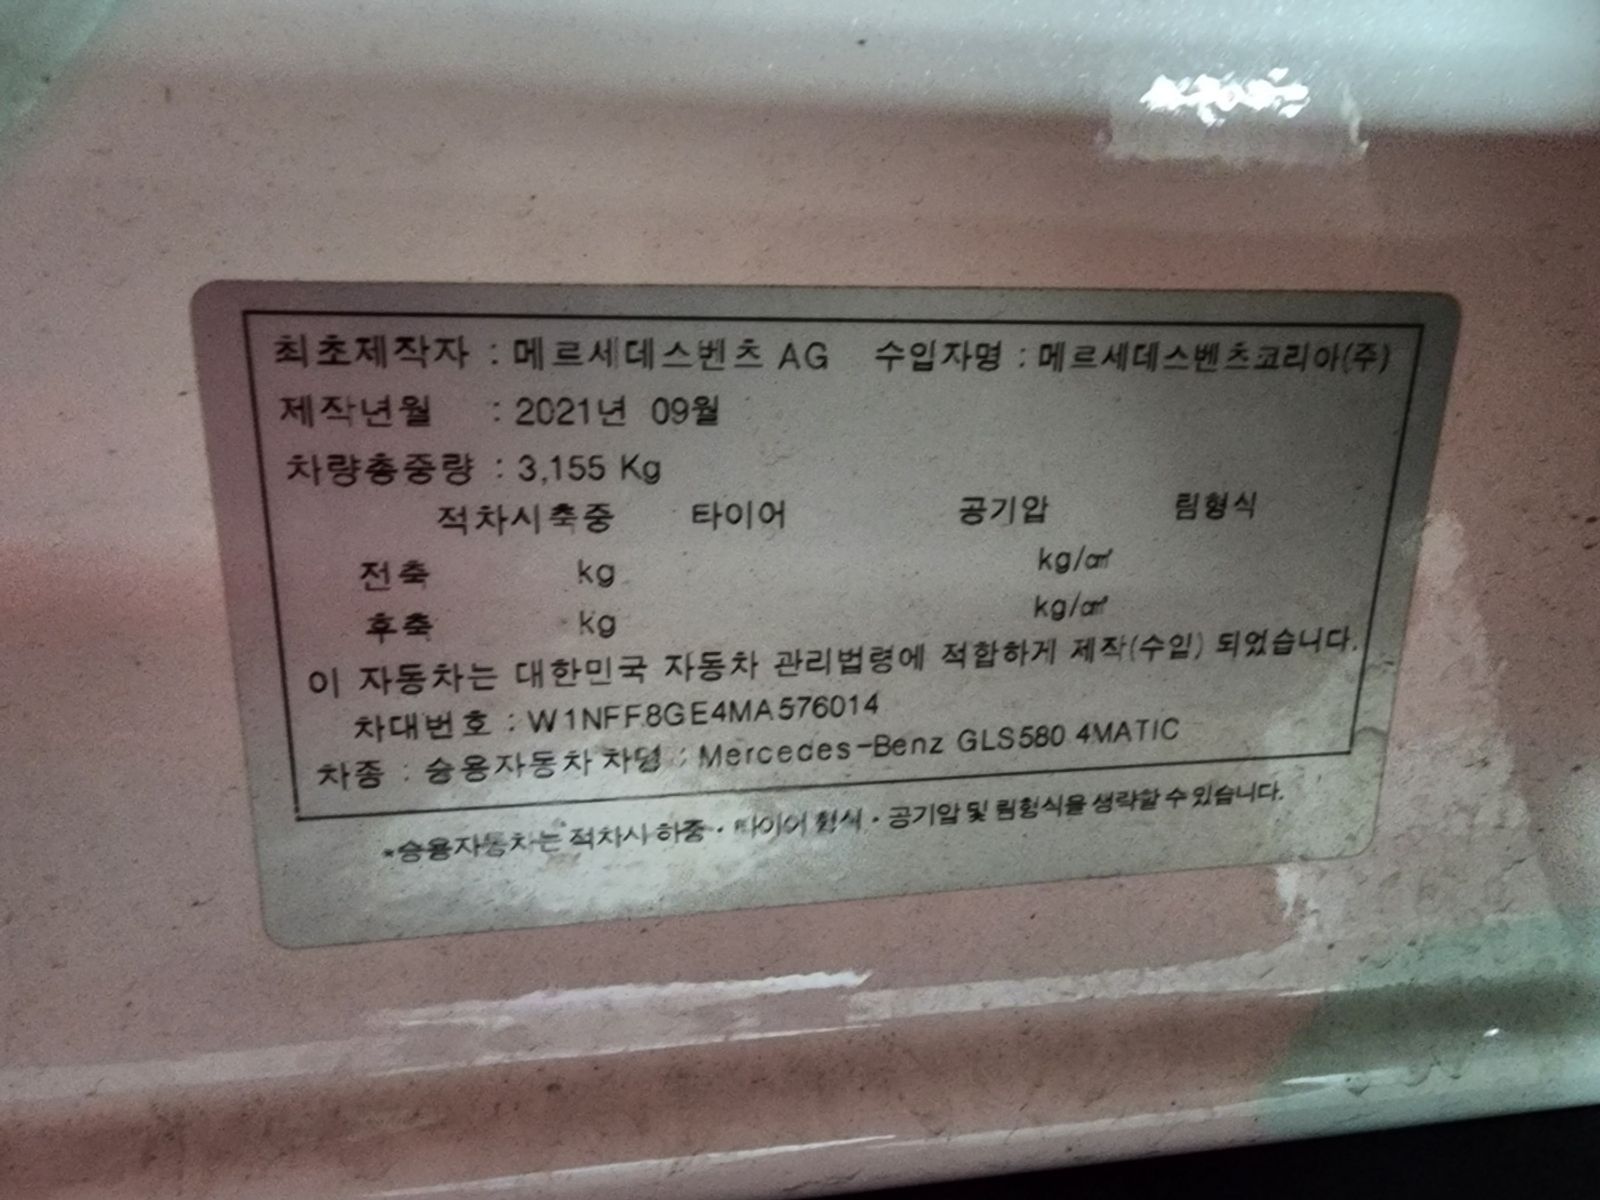 최초제작자 : 메르세데스벤츠 AG 수입자명 : 메르세데스벤츠코리아(주)
제작년월 : 2021년 09월
차량총중량 : 3,155 Kg
적차시축중 타이어 공기압 림형식
전축 kg kg/㎠
후축 kg kg/㎠
이 자동차는 대한민국 자동차 관리법령에 적합하게 제작(수입) 되었습니다.
차대번호 : W1NFF8GE4MA576014
차종 : 승용자동차 차명 : Mercedes-Benz GLS580 4MATIC
*승용자동차는 적차시 하중·타이어 형식·공기압 및 림형식을 생략할 수 있습니다.